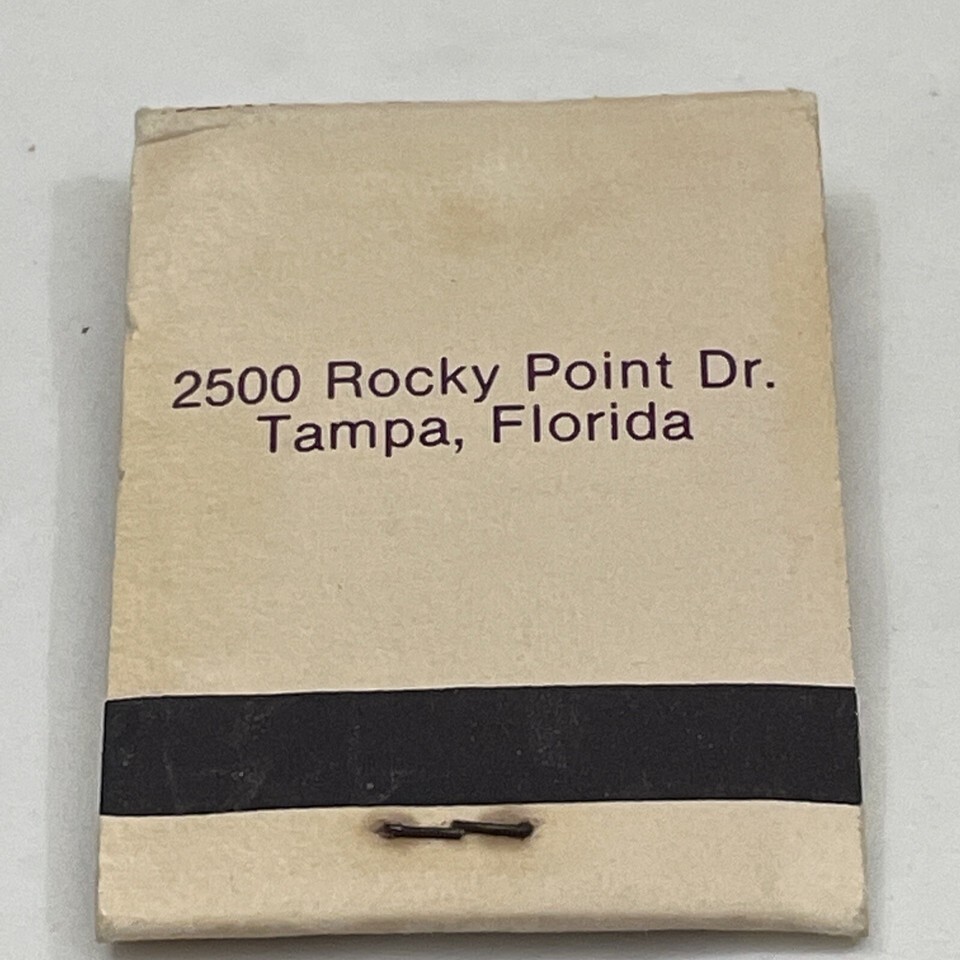 2500 Rocky Point Dr.
Tampa, Florida